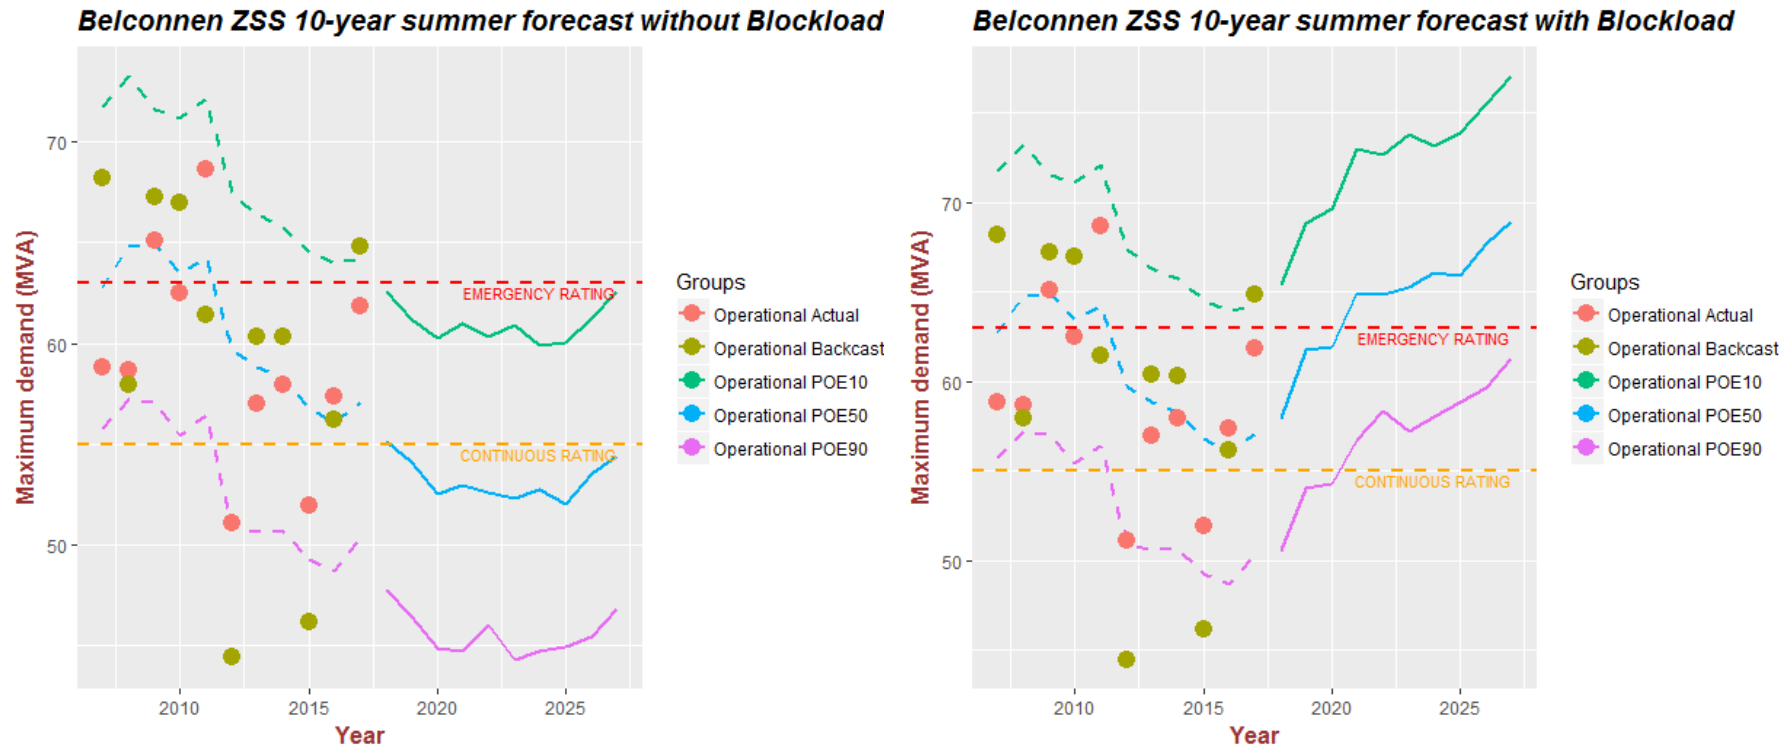 Belconnen ZSS 10-year summer forecast without Blockload
Maximum demand (MVA)
70
60
50
EMERGENCY RATING
CONTINUOUS RATING
2010
2015
2020
2025
Year
Groups
Operational Actual
Operational Backcast
Operational POE10
Operational POE50
Operational POE90
Belconnen ZSS 10-year summer forecast with Blockload
Maximum demand (MVA)
70
60
50
EMERGENCY RATING
CONTINUOUS RATING
2010
2015
2020
2025
Year
Groups
Operational Actual
Operational Backcast
Operational POE10
Operational POE50
Operational POE90